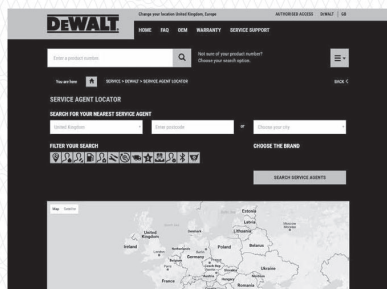 DEWALT.
Change your location United Kingdom, Europe
AUTHORISED ACCESS DEWALT GB
HOME FAQ OEM WARRANTY SERVICE SUPPORT
Enter a product number
Not sure of your product number?
Choose your search option.
You are here SERVICE > DEWALT > SERVICE AGENT LOCATOR
BACK
SERVICE AGENT LOCATOR
SEARCH FOR YOUR NEAREST SERVICE AGENT
United Kingdom
Enter postcode
or
Choose your city
FILTER YOUR SEARCH
CHOOSE THE BRAND
SEARCH SERVICE AGENTS
Map Satellite
Estonia
Latvia
Lithuania
Denmark
United
Kingdom
Ireland
Netherlands
Poland
Belarus
Belgium
Germany
Ukraine
Slovakia
France
Hungary
Romania